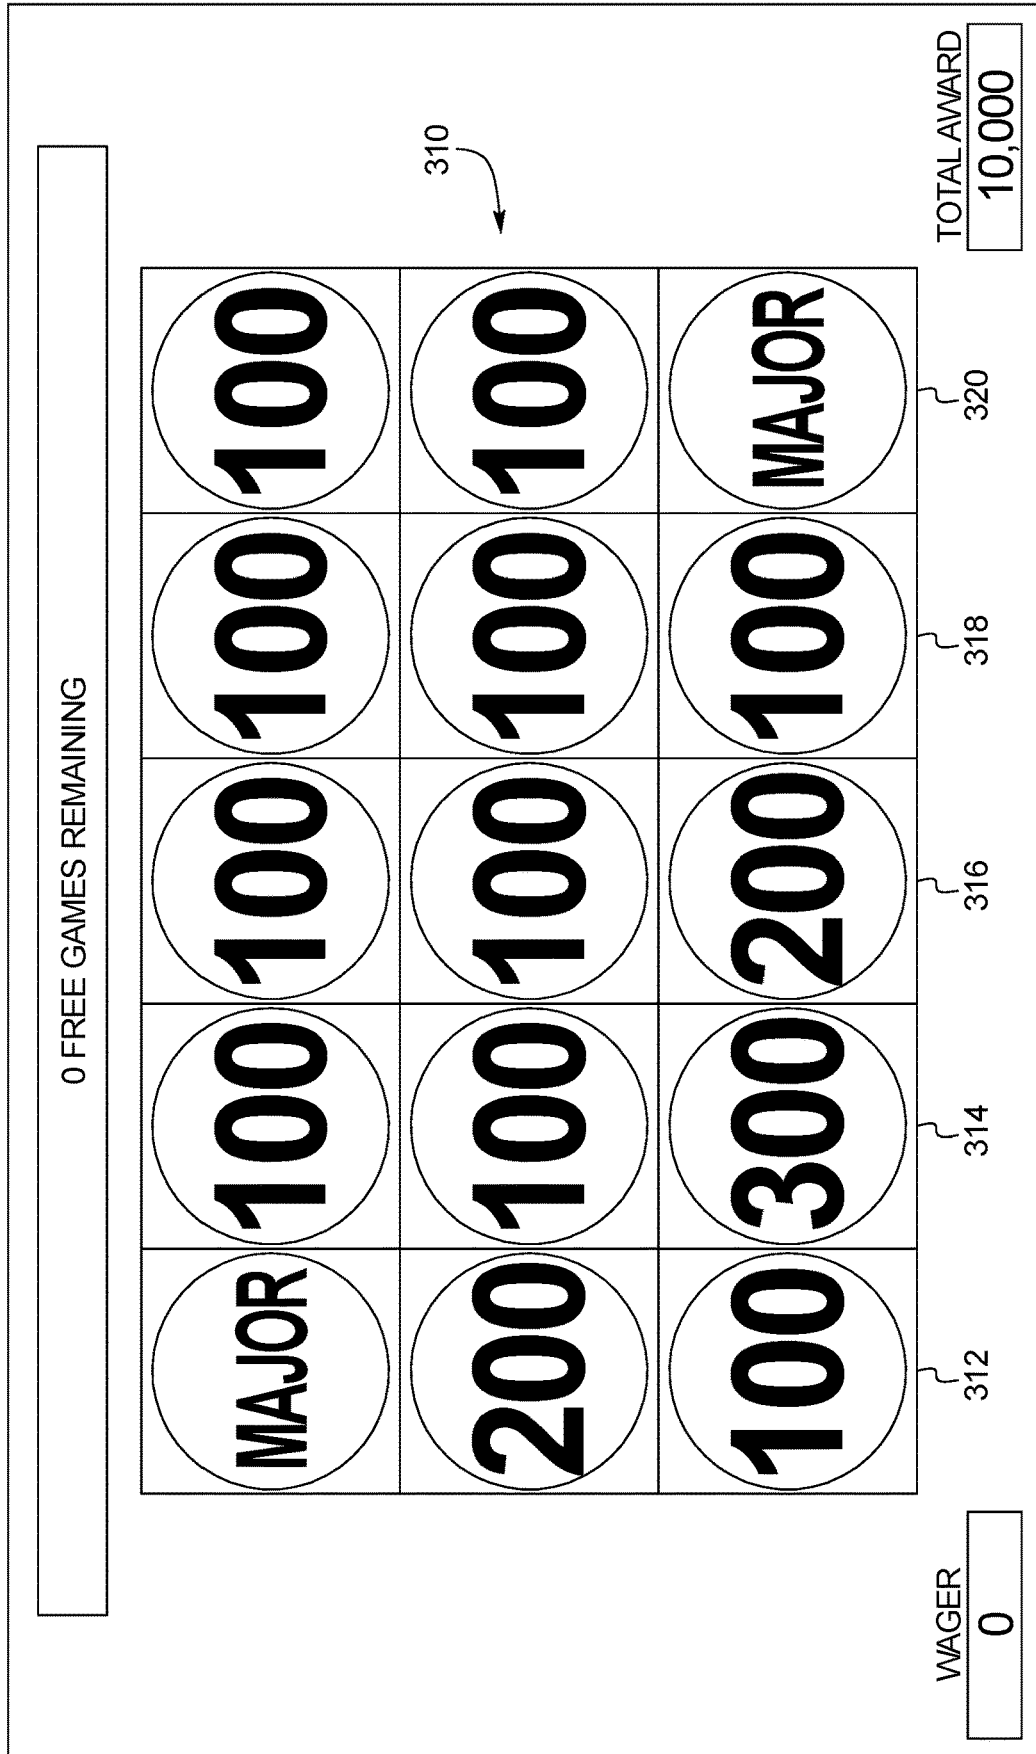 0 FREE GAMES REMAINING
310
MAJOR 100 100 100 100
200 100 100 100 100
100 300 200 100 MAJOR
312 314 316 318 320
WAGER
0
TOTAL AWARD
10,000